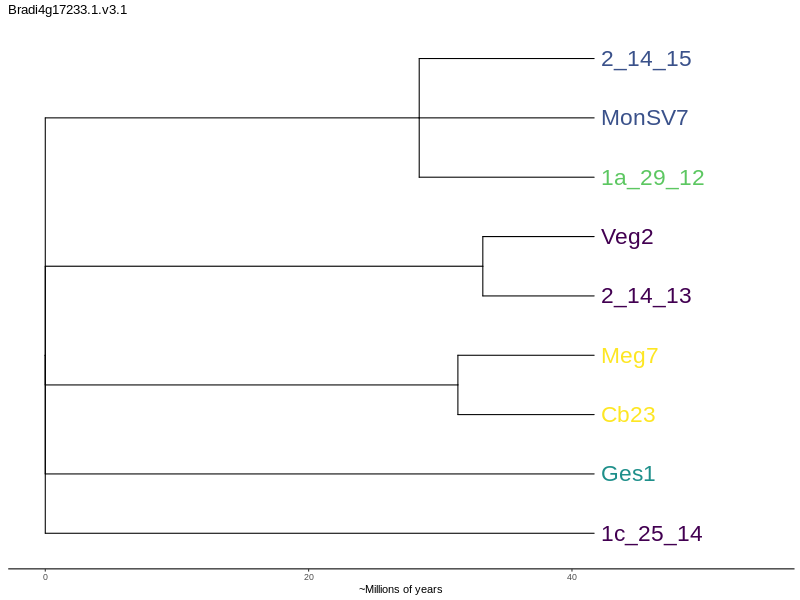 Bradi4g17233.1.v3.1
2_14_15
MonSV7
1a_29_12
Veg2
2_14_13
Meg7
Cb23
Ges1
1c_25_14
0 20 40
~Millions of years